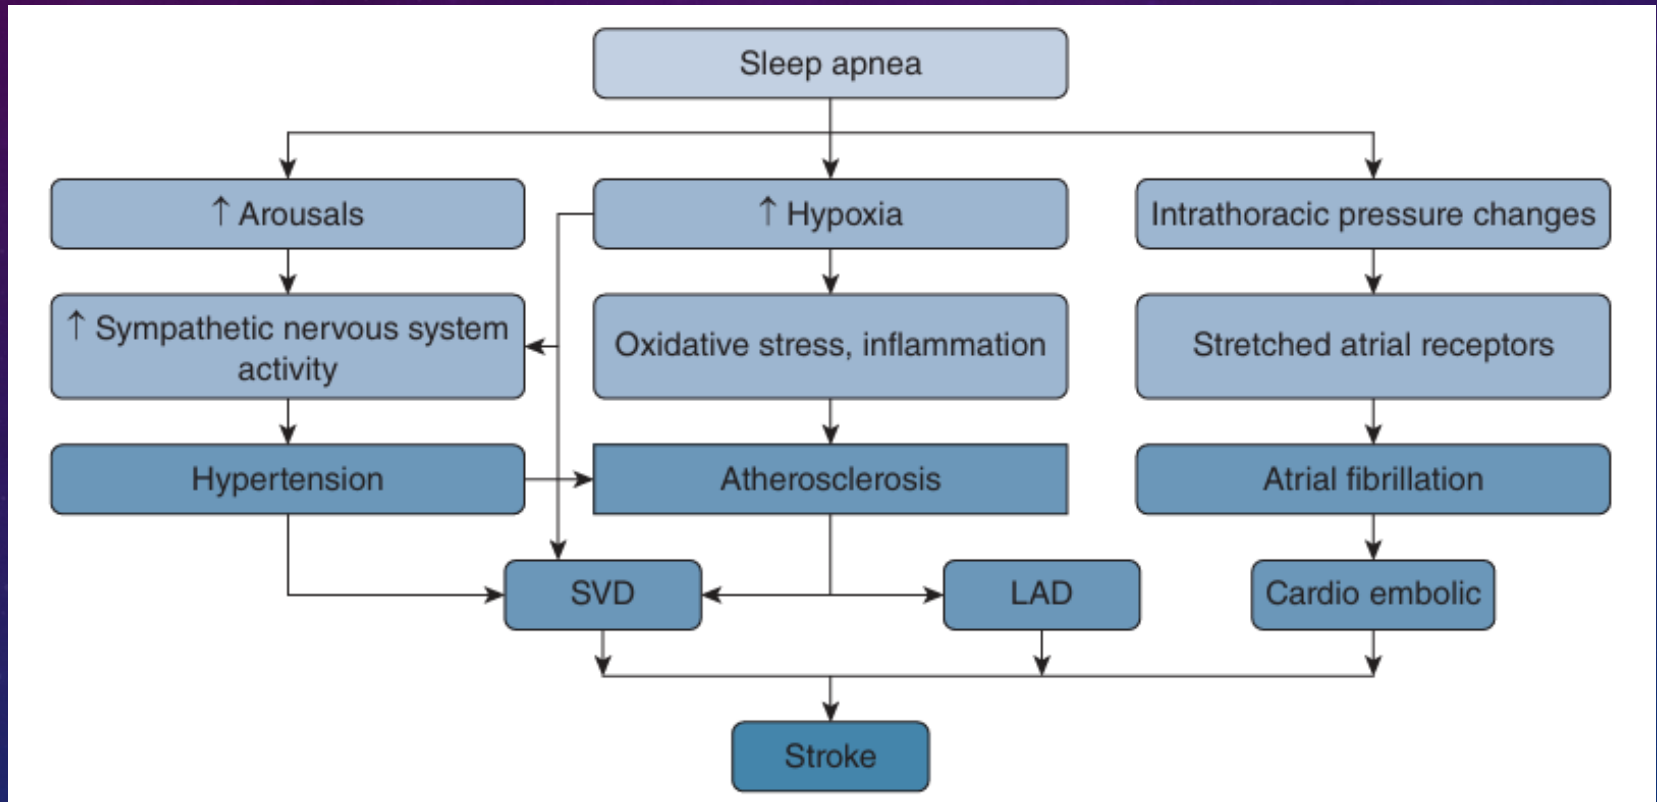 Sleep apnea
↑ Arousals
↑ Hypoxia
Intrathoracic pressure changes
↑ Sympathetic nervous system
activity
Oxidative stress, inflammation
Stretched atrial receptors
Hypertension
Atherosclerosis
Atrial fibrillation
SVD
LAD
Cardio embolic
Stroke